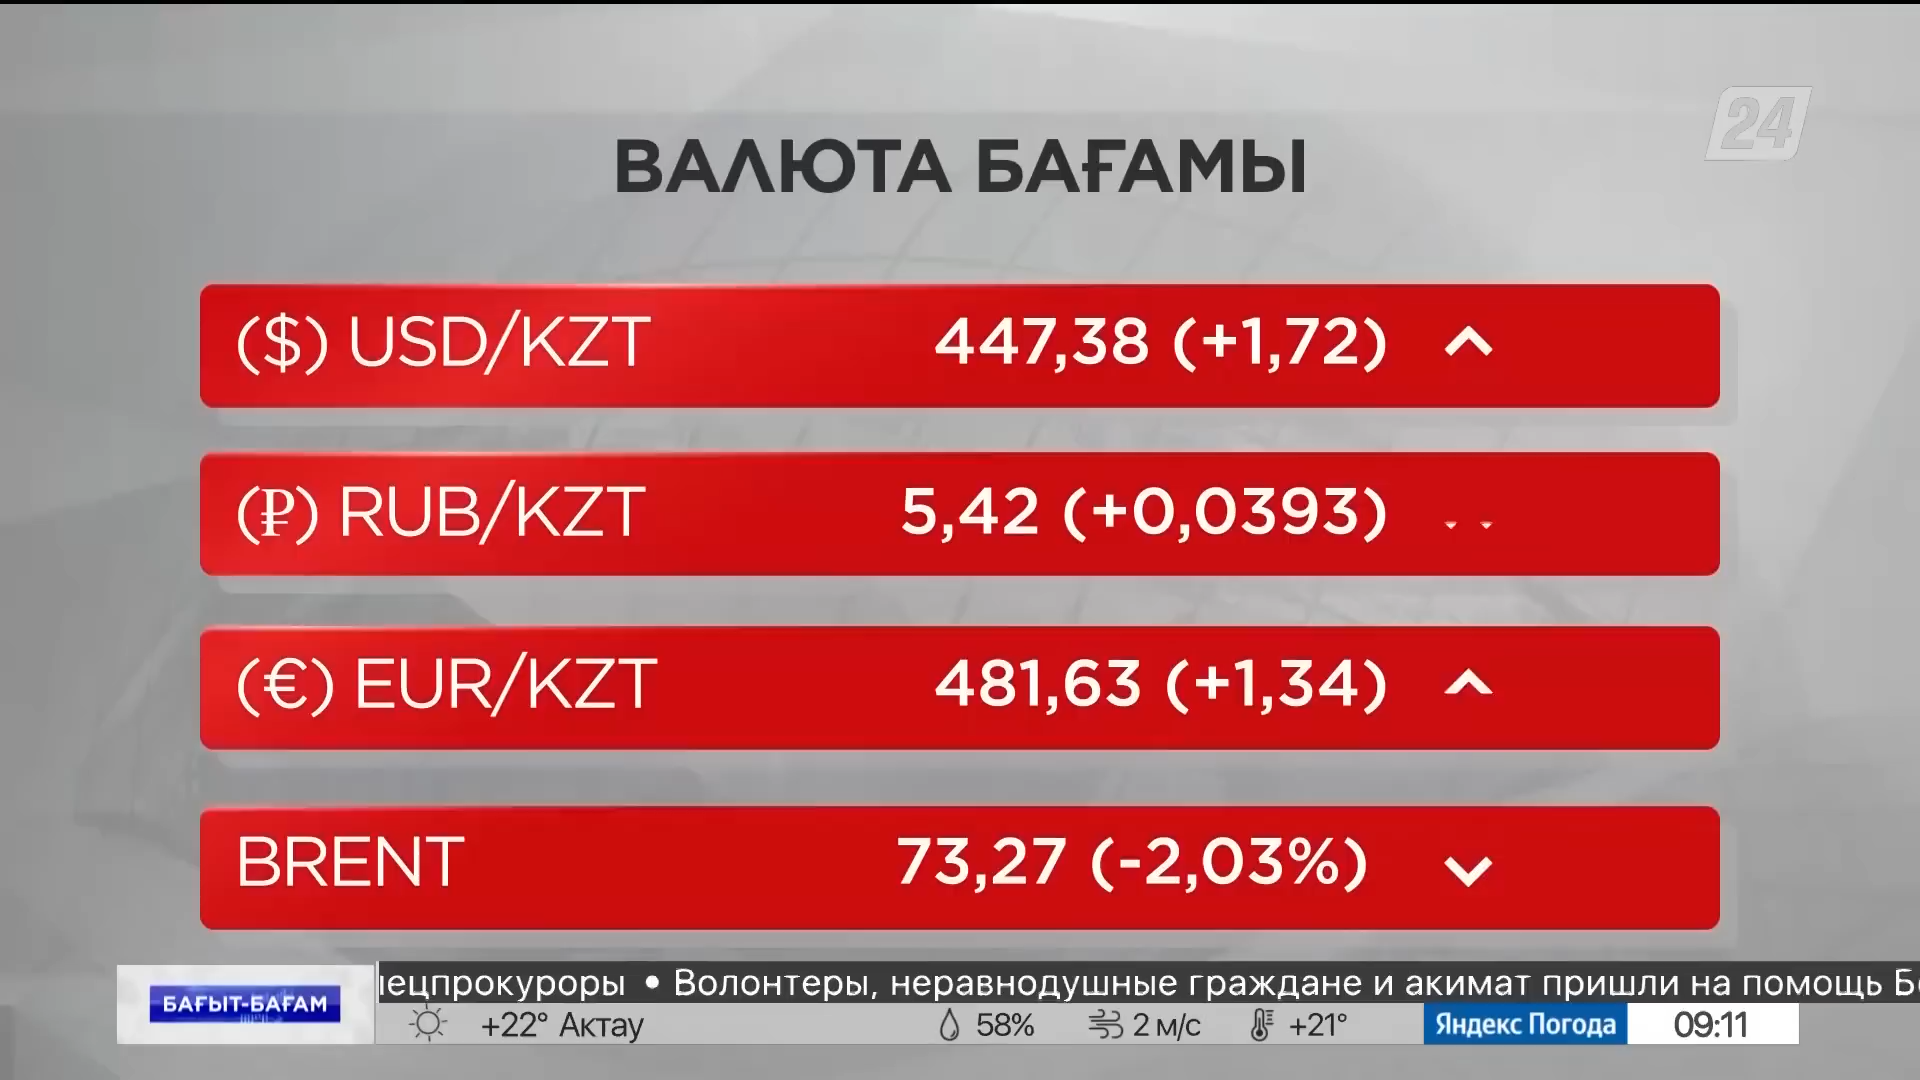 24
ВАЛЮТА БАҒАМЫ
($) USD/KZT 447,38 (+1,72)
(₽) RUB/KZT 5,42 (+0,0393)
(€) EUR/KZT 481,63 (+1,34)
BRENT 73,27 (-2,03%)
ецпрокуроры • Волонтеры, неравнодушные граждане и акимат пришли на помощь
БАҒЫТ-БАҒАМ
+22° Актау 58% 2 м/с +21° Яндекс Погода 09:11